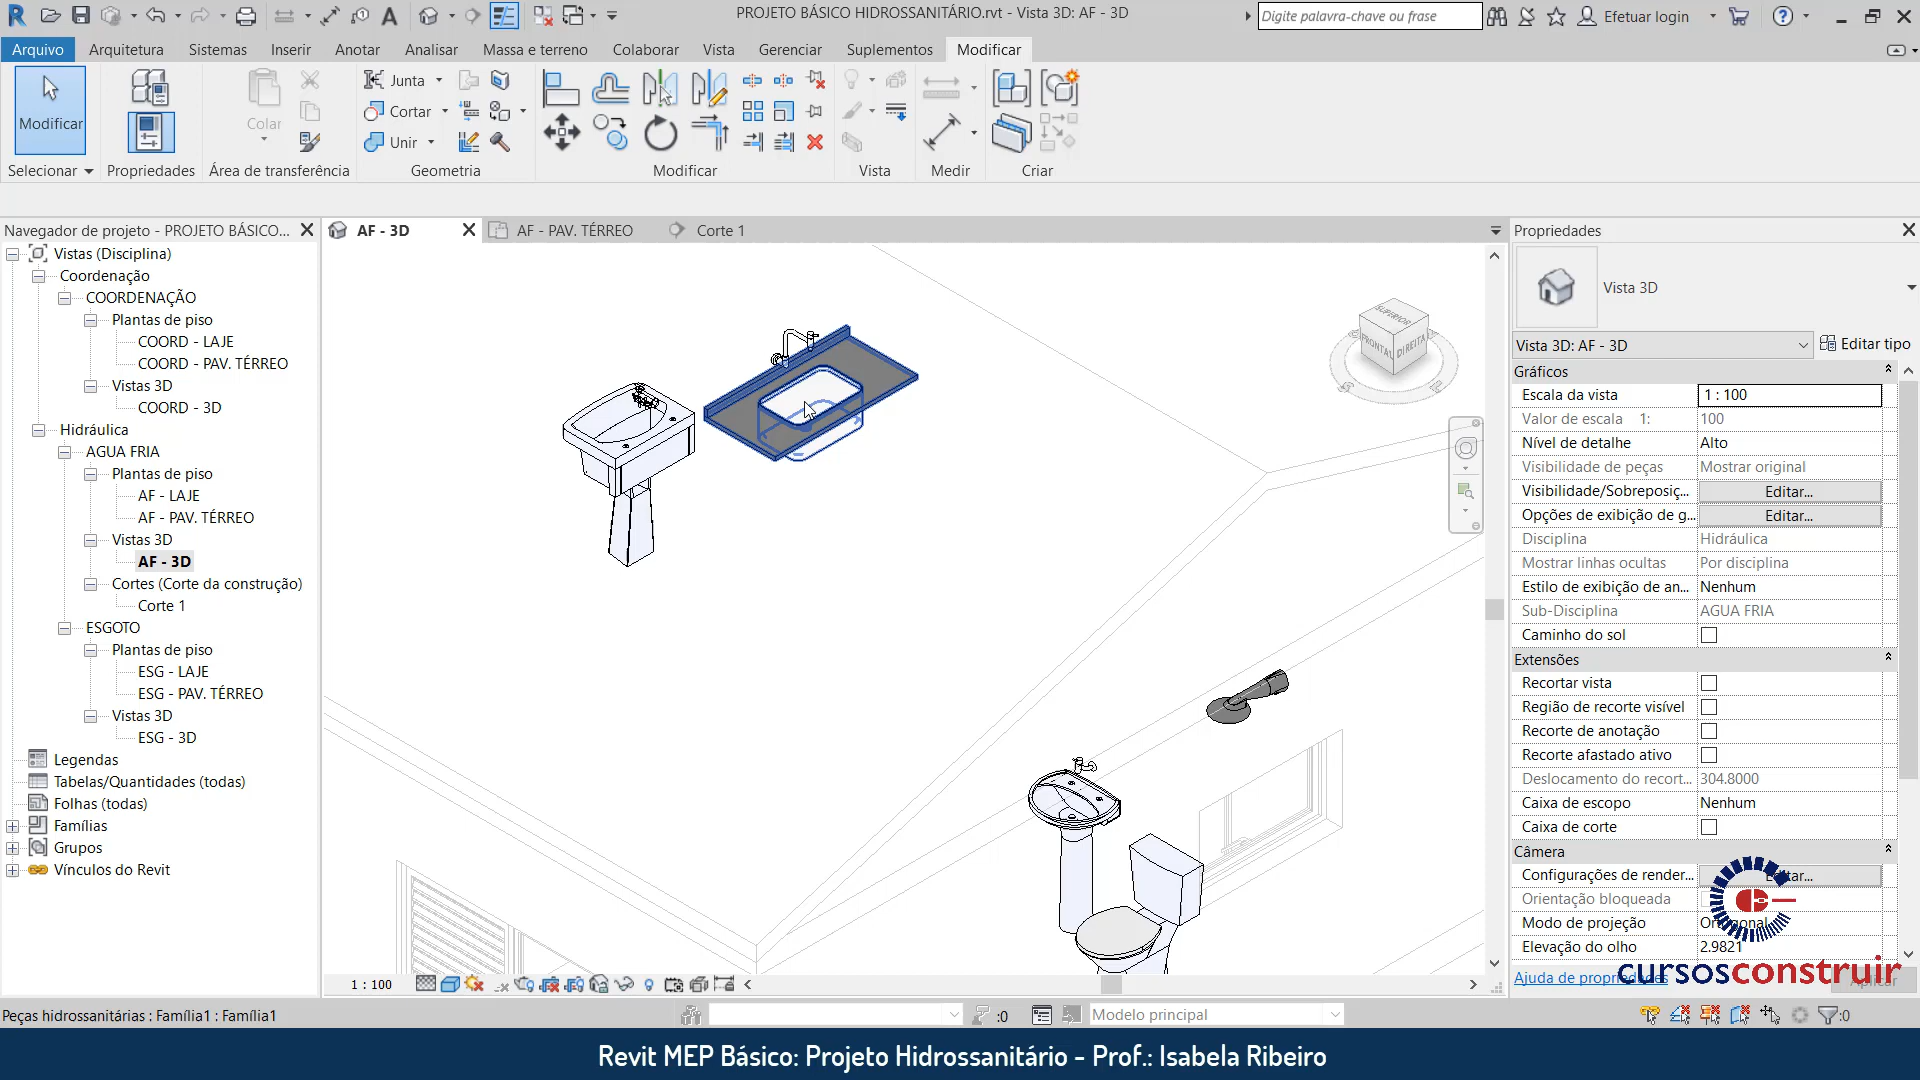 PROJETO BÁSICO HIDROSSANITÁRIO.rvt - Vista 3D: AF - 3D
Digite palavra-chave ou frase
Efetuar login
Arquivo
Arquitetura
Sistemas
Inserir
Anotar
Analisar
Massa e terreno
Colaborar
Vista
Gerenciar
Suplementos
Modificar
Modificar
Colar
Junta
Cortar
Unir
Selecionar
Propriedades
Área de transferência
Geometria
Modificar
Vista
Medir
Criar
Navegador de projeto - PROJETO BÁSICO...
Vistas (Disciplina)
Coordenação
COORDENAÇÃO
Plantas de piso
COORD - LAJE
COORD - PAV. TÉRREO
Vistas 3D
COORD - 3D
Hidráulica
AGUA FRIA
Plantas de piso
AF - LAJE
AF - PAV. TÉRREO
Vistas 3D
AF - 3D
Cortes (Corte da construção)
Corte 1
ESGOTO
Plantas de piso
ESG - LAJE
ESG - PAV. TÉRREO
Vistas 3D
ESG - 3D
Legendas
Tabelas/Quantidades (todas)
Folhas (todas)
Famílias
Grupos
Vínculos do Revit
AF - 3D
AF - PAV. TÉRREO
Corte 1
SUPERIOR
FRONTAL
DIREITA
1 : 100
Propriedades
Vista 3D
Vista 3D: AF - 3D
Editar tipo
Gráficos
Escala da vista 1 : 100
Valor de escala 1: 100
Nível de detalhe Alto
Visibilidade de peças Mostrar original
Visibilidade/Sobreposiç... Editar...
Opções de exibição de g... Editar...
Disciplina Hidráulica
Mostrar linhas ocultas Por disciplina
Estilo de exibição de an... Nenhum
Sub-Disciplina AGUA FRIA
Caminho do sol
Extensões
Recortar vista
Região de recorte visível
Recorte de anotação
Recorte afastado ativo
Deslocamento do recort... 304.8000
Caixa de escopo Nenhum
Caixa de corte
Câmera
Configurações de render...
Orientação bloqueada
Modo de projeção
Elevação do olho 2.9821
Ajuda de propriedades
cursosconstruir
Peças hidrossanitárias : Família1 : Família1
:0
Modelo principal
:0
Revit MEP Básico: Projeto Hidrossanitário - Prof.: Isabela Ribeiro